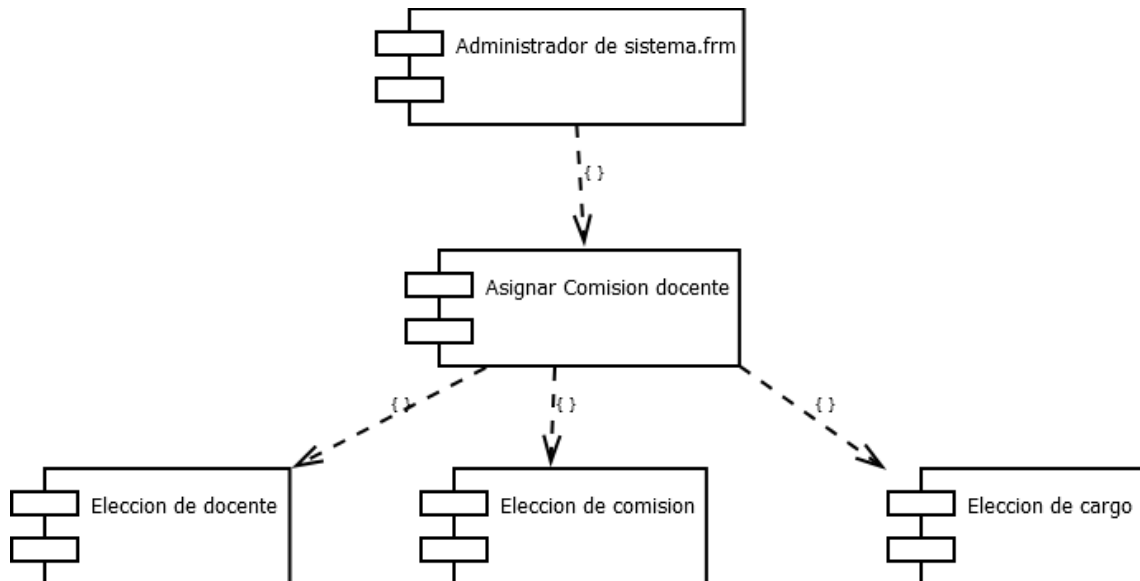 Administrador de sistema.frm
{ }
Asignar Comision docente
{ }
{ }
{ }
Eleccion de docente
Eleccion de comision
Eleccion de cargo